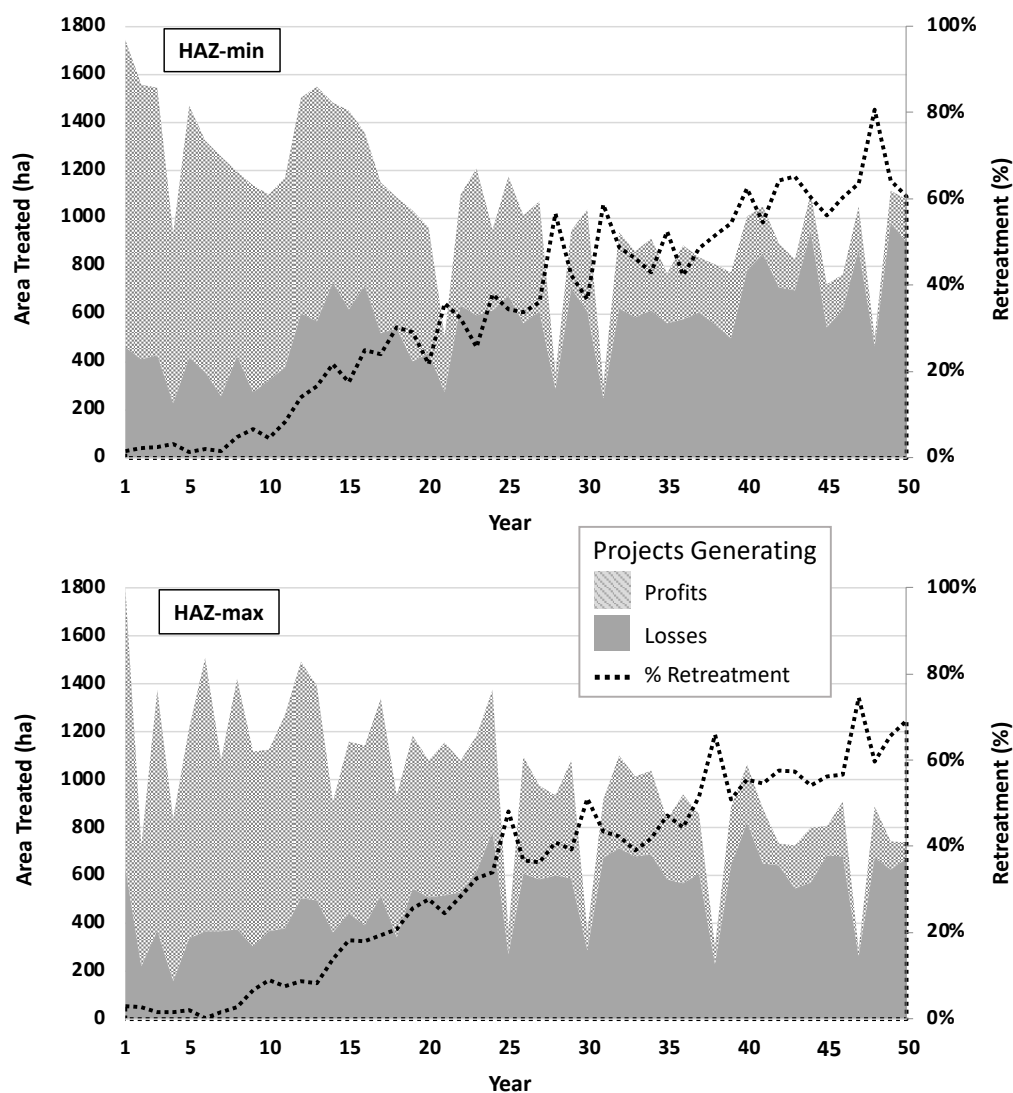 HAZ-min
Area Treated (ha)
1800
1600
1400
1200
1000
800
600
400
200
0
100%
80%
60%
40%
20%
0%
Retreatment (%)
1 5 10 15 20 25 30 35 40 45 50
Year
Projects Generating
Profits
Losses
% Retreatment
HAZ-max
Area Treated (ha)
1800
1600
1400
1200
1000
800
600
400
200
0
100%
80%
60%
40%
20%
0%
Retreatment (%)
1 5 10 15 20 25 30 35 40 45 50
Year